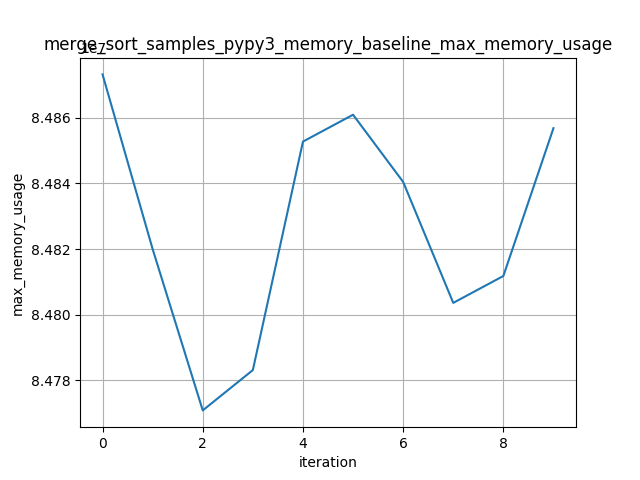 merge_sort_samples_pypy3_memory_baseline_max_memory_usage
1e7
8.486
8.484
8.482
8.480
8.478
max_memory_usage
0 2 4 6 8
iteration